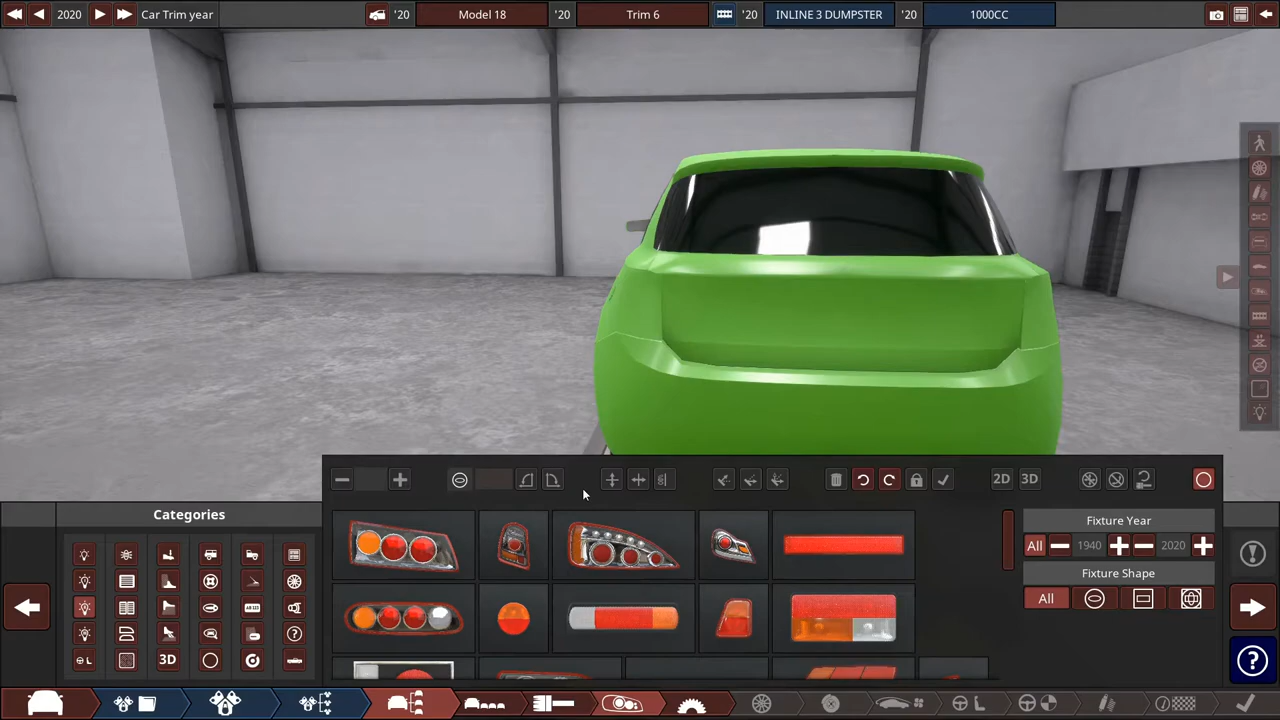 2020 Car Trim year '20 Model 18 '20 Trim 6 '20 INLINE 3 DUMPSTER '20 1000CC
Categories
3D
2D 3D
Fixture Year
All 1940 2020
Fixture Shape
All
?